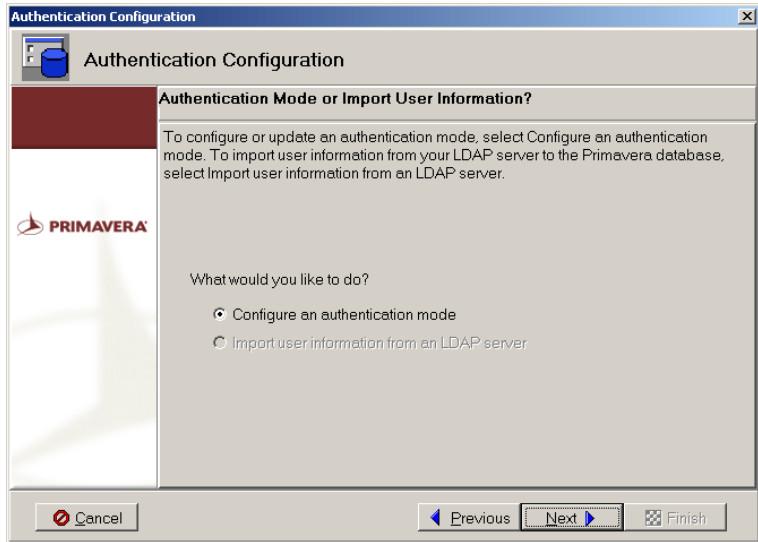 Authentication Configuration
Authentication Configuration
Authentication Mode or Import User Information?
To configure or update an authentication mode, select Configure an authentication
mode. To import user information from your LDAP server to the Primavera database,
select Import user information from an LDAP server.
PRIMAVERA
What would you like to do?
Configure an authentication mode
Import user information from an LDAP server
Cancel
Previous
Next
Finish